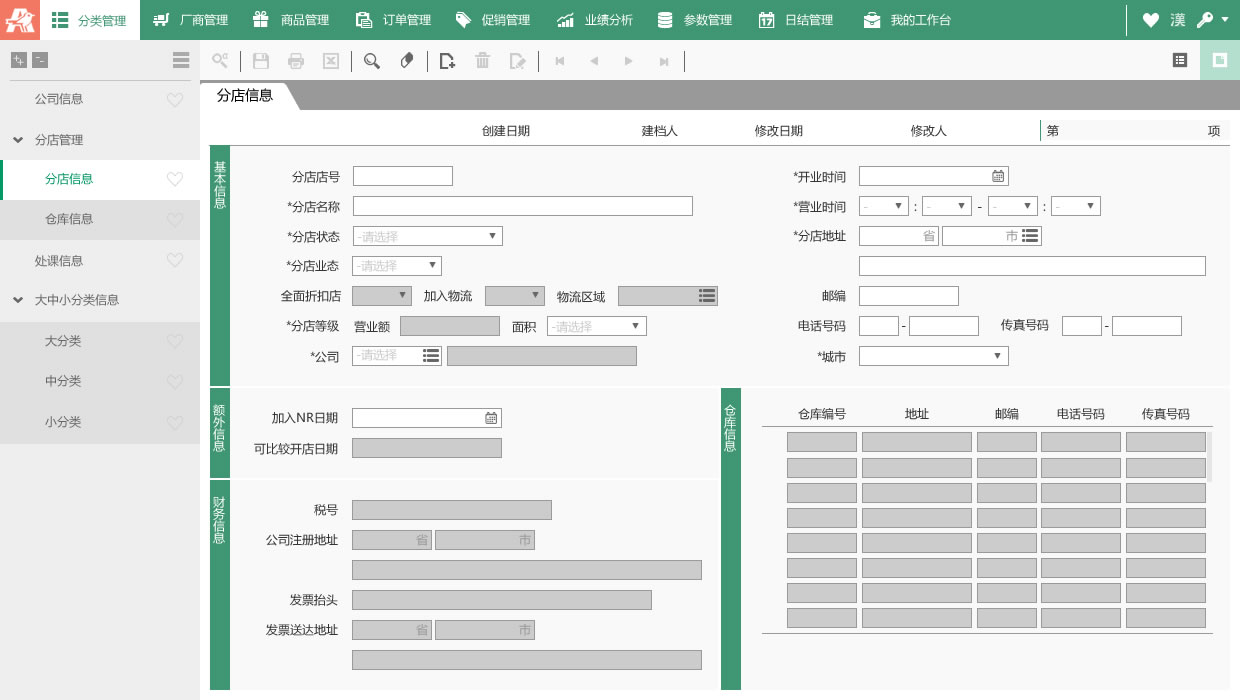 分类管理 厂商管理 商品管理 订单管理 促销管理 业绩分析 参数管理 日结管理 我的工作台 漢
公司信息
分店管理
分店信息
仓库信息
处课信息
大中小分类信息
大分类
中分类
小分类
分店信息
创建日期 建档人 修改日期 修改人 第 项
基本信息
分店店号 *开业时间
*分店名称 *营业时间 - : - - - : -
*分店状态 -请选择 *分店地址 省 市
*分店业态 -请选择
全面折扣店 加入物流 物流区域 邮编
*分店等级 营业额 面积 -请选择 电话号码 - 传真号码 -
*公司 -请选择 *城市
额外信息
加入NR日期
可比较开店日期
财务信息
税号
公司注册地址 省 市
发票抬头
发票送达地址 省 市
仓库信息
仓库编号 地址 邮编 电话号码 传真号码